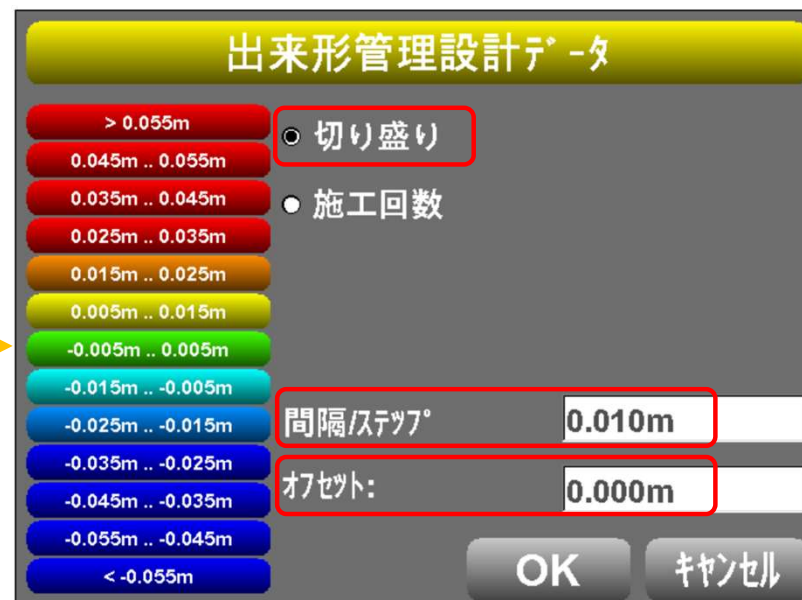 出来形管理設計ﾃﾞｰﾀ
> 0.055m
0.045m .. 0.055m
0.035m .. 0.045m
0.025m .. 0.035m
0.015m .. 0.025m
0.005m .. 0.015m
-0.005m .. 0.005m
-0.015m .. -0.005m
-0.025m .. -0.015m
-0.035m .. -0.025m
-0.045m .. -0.035m
-0.055m .. -0.045m
< -0.055m
切り盛り
施工回数
間隔/ｽﾃｯﾌﾟ 0.010m
ｵﾌｾｯﾄ: 0.000m
OK ｷｬﾝｾﾙ